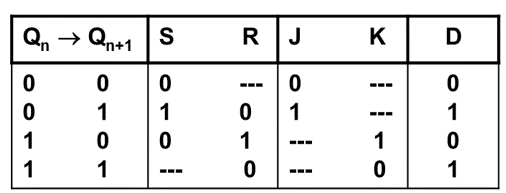 Qn → Qn+1 S R J K D
0 0 0 --- 0 --- 0
0 1 1 0 1 --- 1
1 0 0 1 --- 1 0
1 1 --- 0 --- 0 1